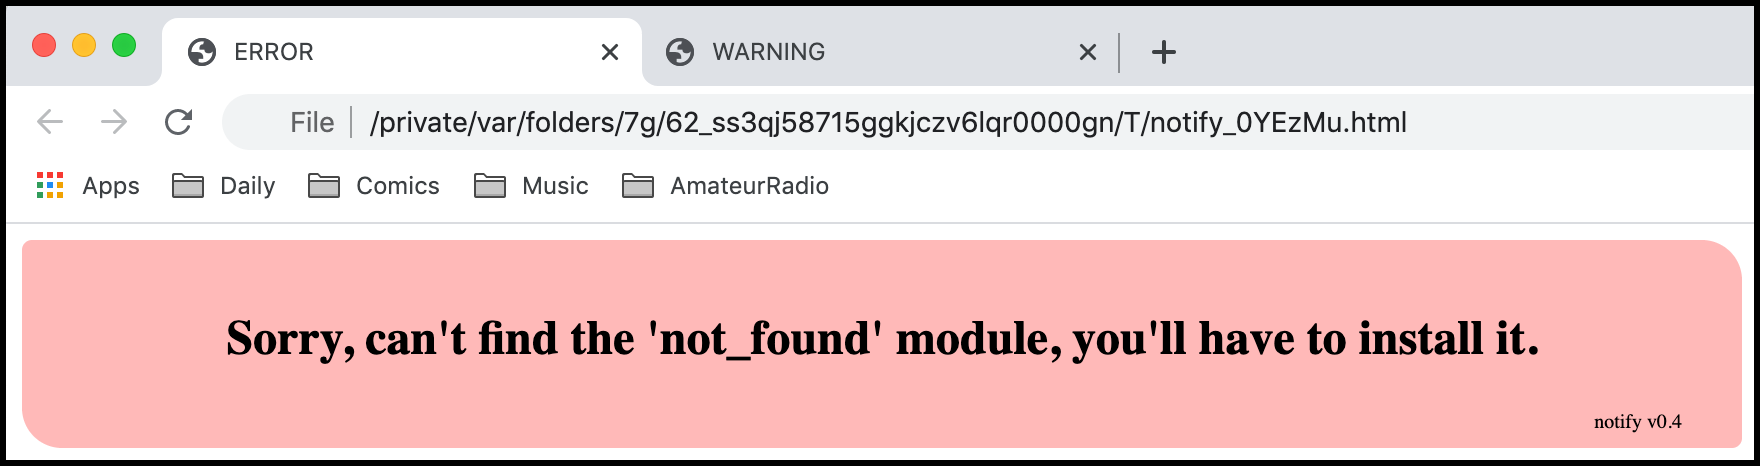 ERROR
WARNING
File
/private/var/folders/7g/62_ss3qj58715ggkjczv6lqr0000gn/T/notify_0YEzMu.html
Apps
Daily
Comics
Music
AmateurRadio
Sorry, can't find the 'not_found' module, you'll have to install it.
notify v0.4